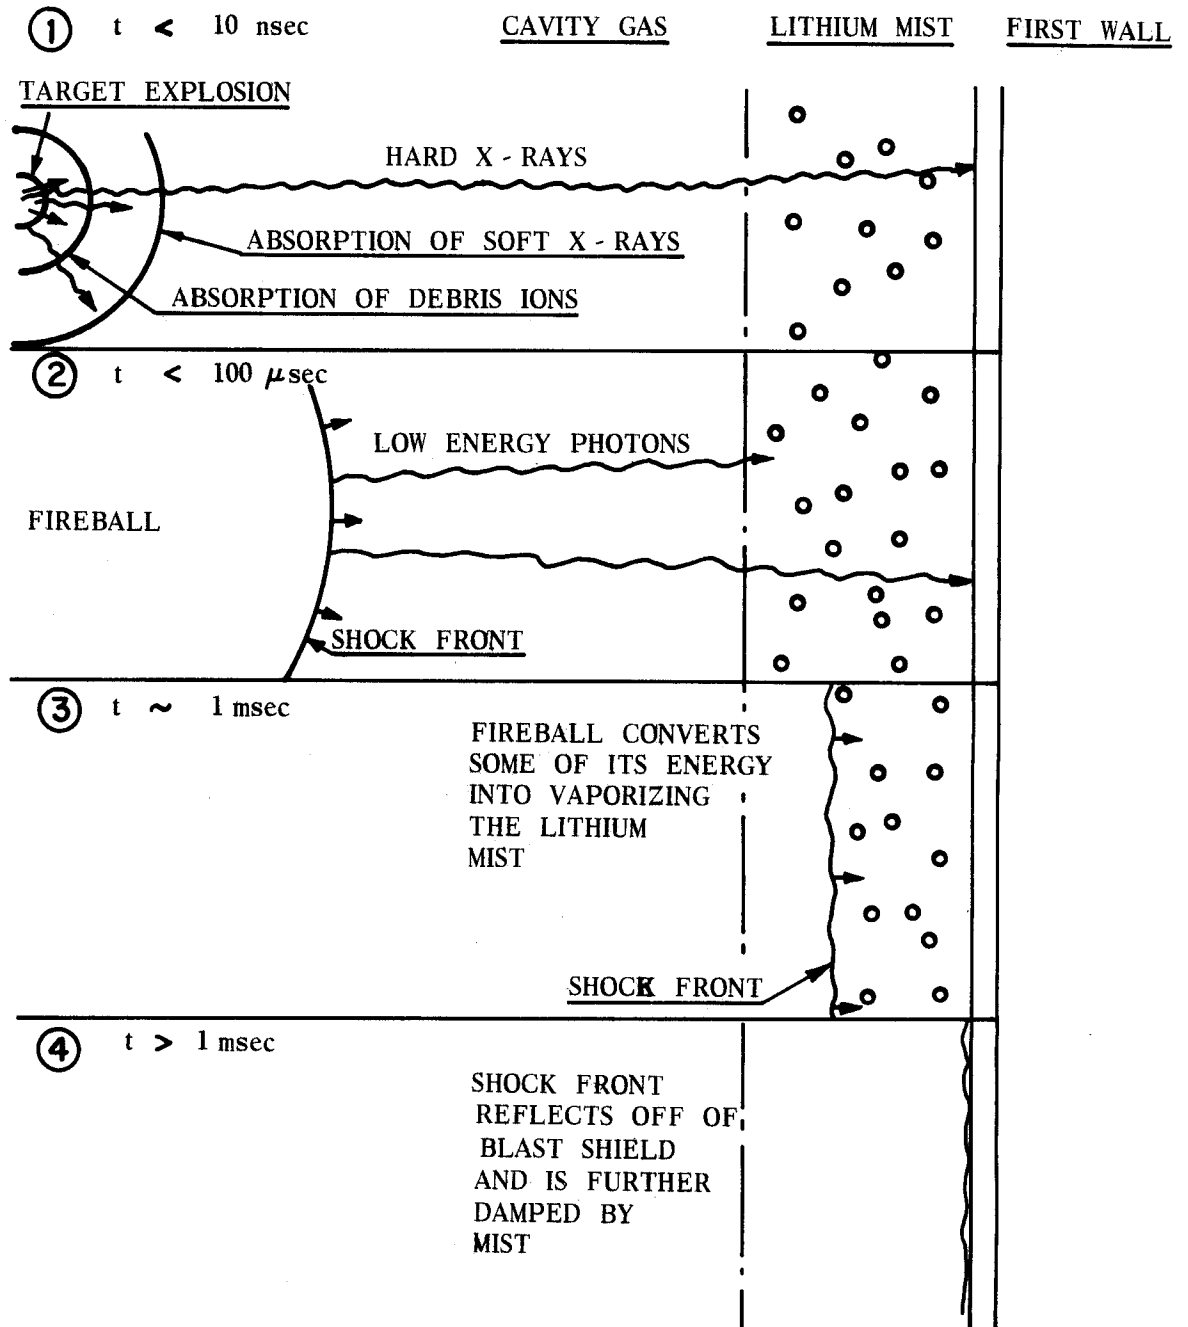 ① t < 10 nsec CAVITY GAS LITHIUM MIST FIRST WALL
TARGET EXPLOSION
HARD X - RAYS
ABSORPTION OF SOFT X - RAYS
ABSORPTION OF DEBRIS IONS
② t < 100 μsec
LOW ENERGY PHOTONS
FIREBALL
SHOCK FRONT
③ t ~ 1 msec
FIREBALL CONVERTS
SOME OF ITS ENERGY
INTO VAPORIZING
THE LITHIUM
MIST
SHOCK FRONT
④ t > 1 msec
SHOCK FRONT
REFLECTS OFF OF
BLAST SHIELD
AND IS FURTHER
DAMPED BY
MIST